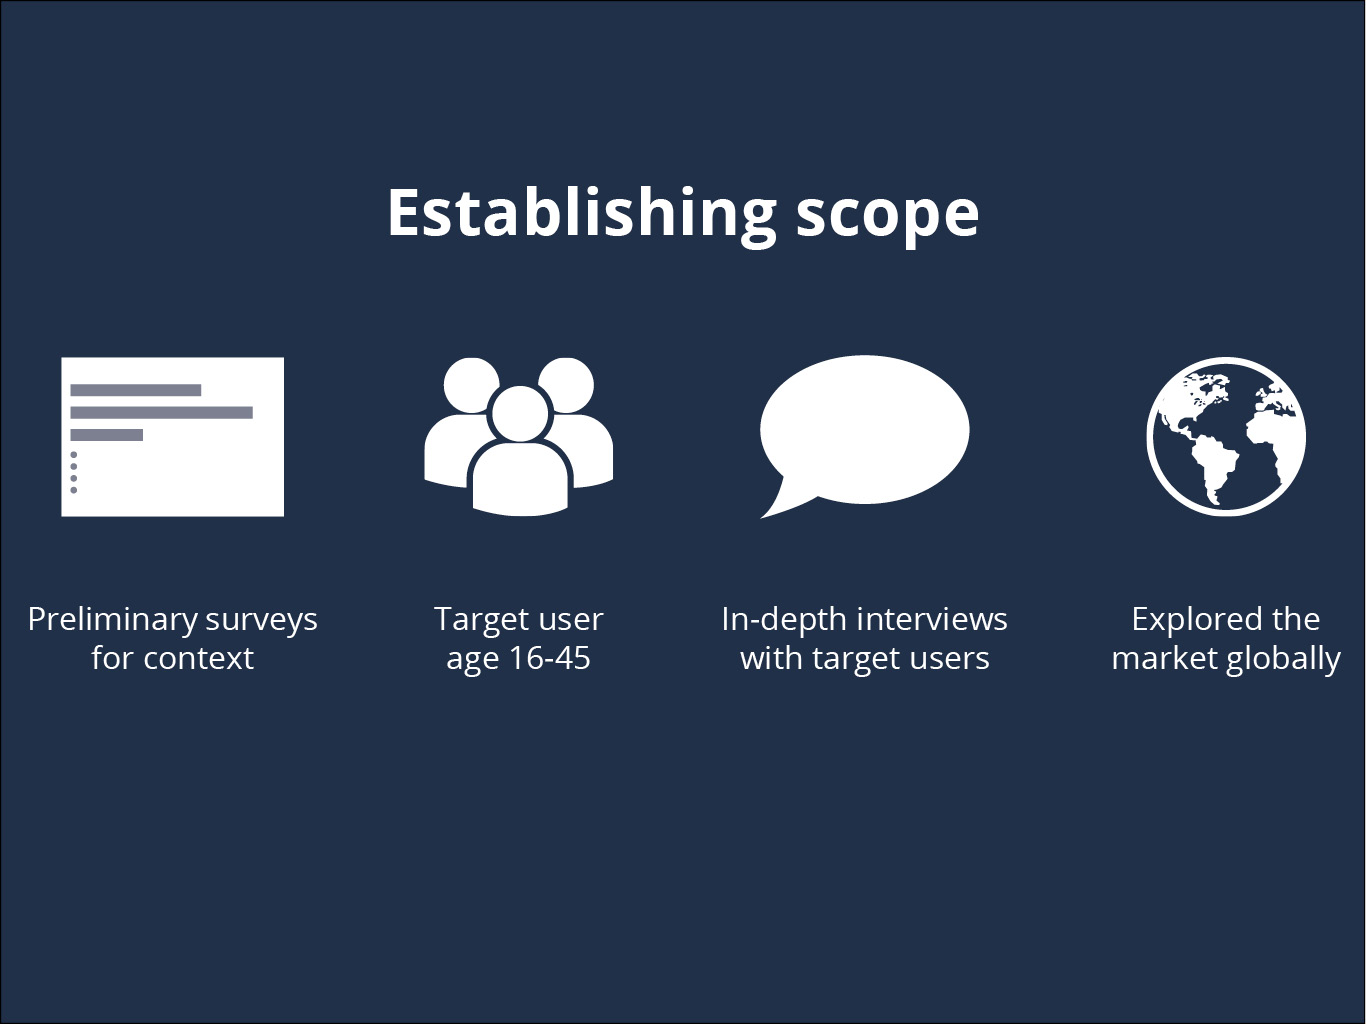 Establishing scope
Preliminary surveys
for context
Target user
age 16-45
In-depth interviews
with target users
Explored the
market globally